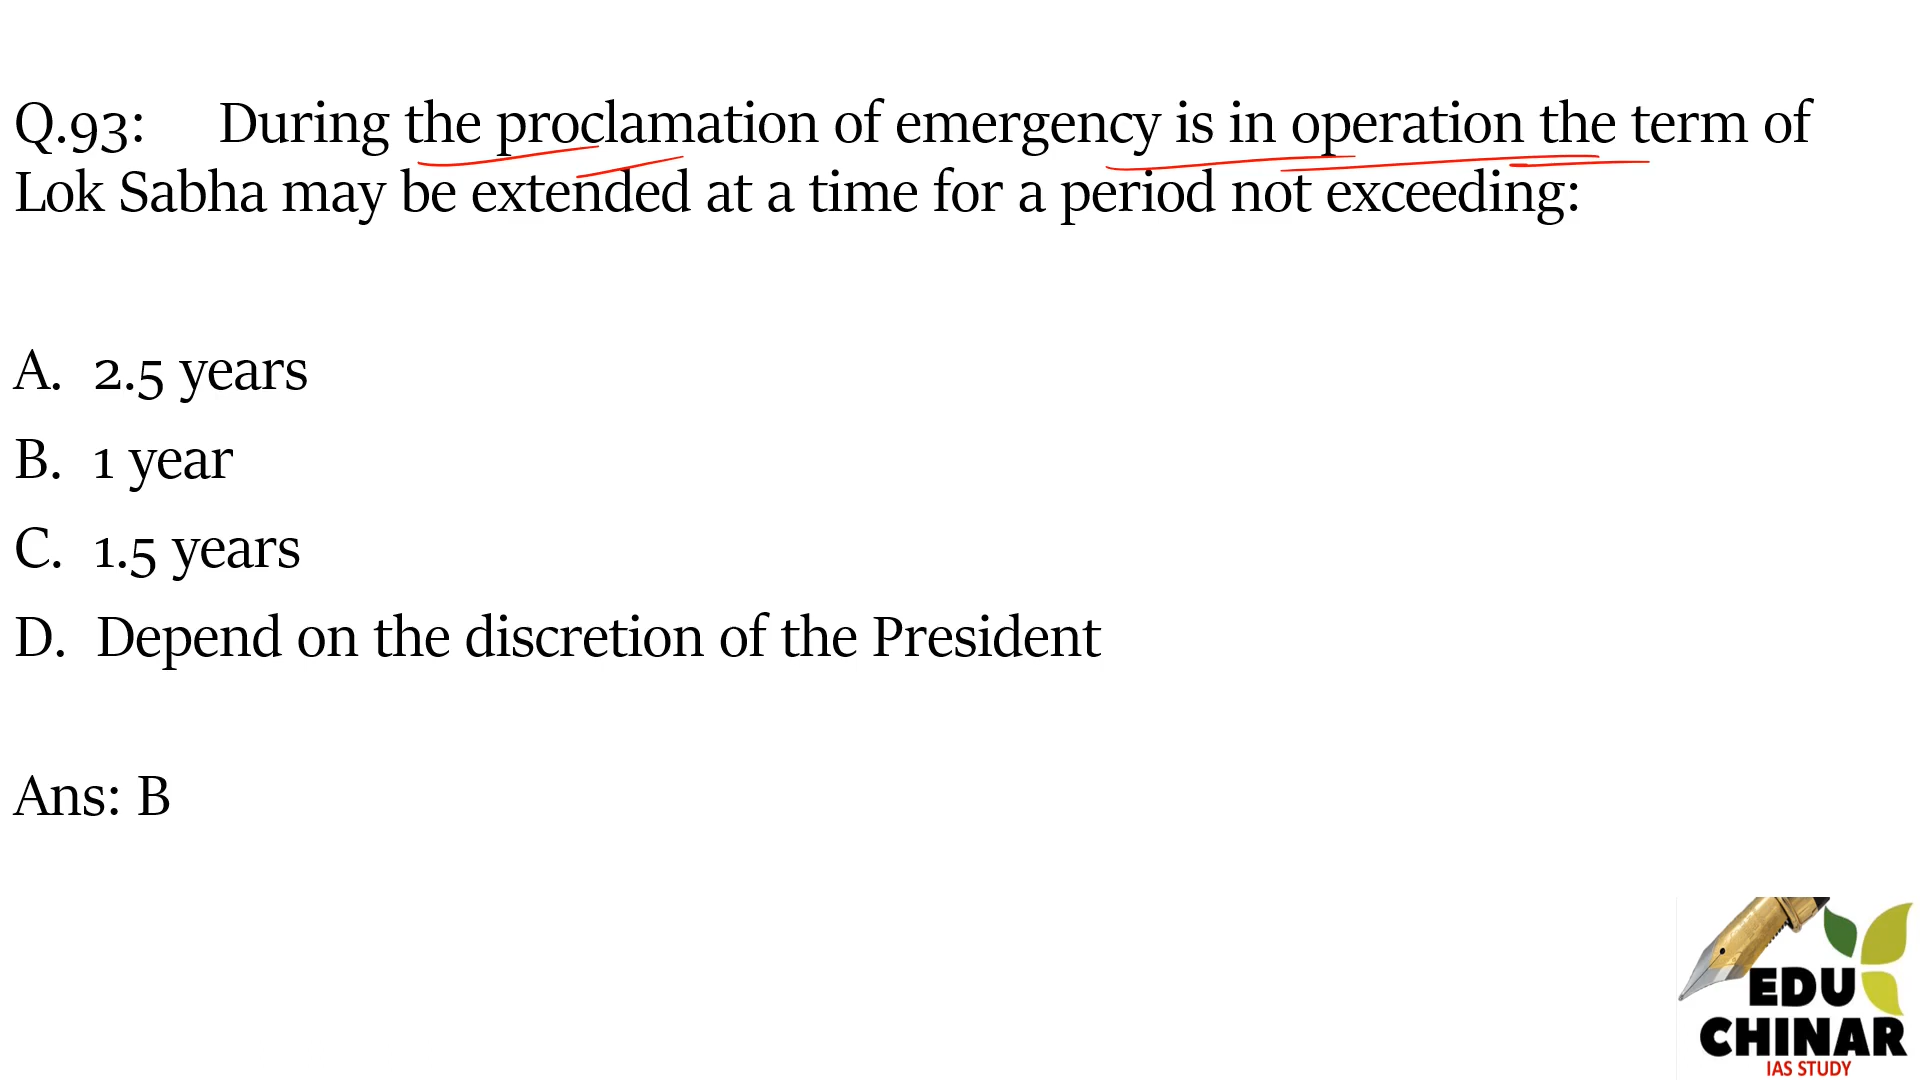 Q.93: During the proclamation of emergency is in operation the term of
Lok Sabha may be extended at a time for a period not exceeding:
A. 2.5 years
B. 1 year
C. 1.5 years
D. Depend on the discretion of the President
Ans: B
EDU
CHINAR
IAS STUDY